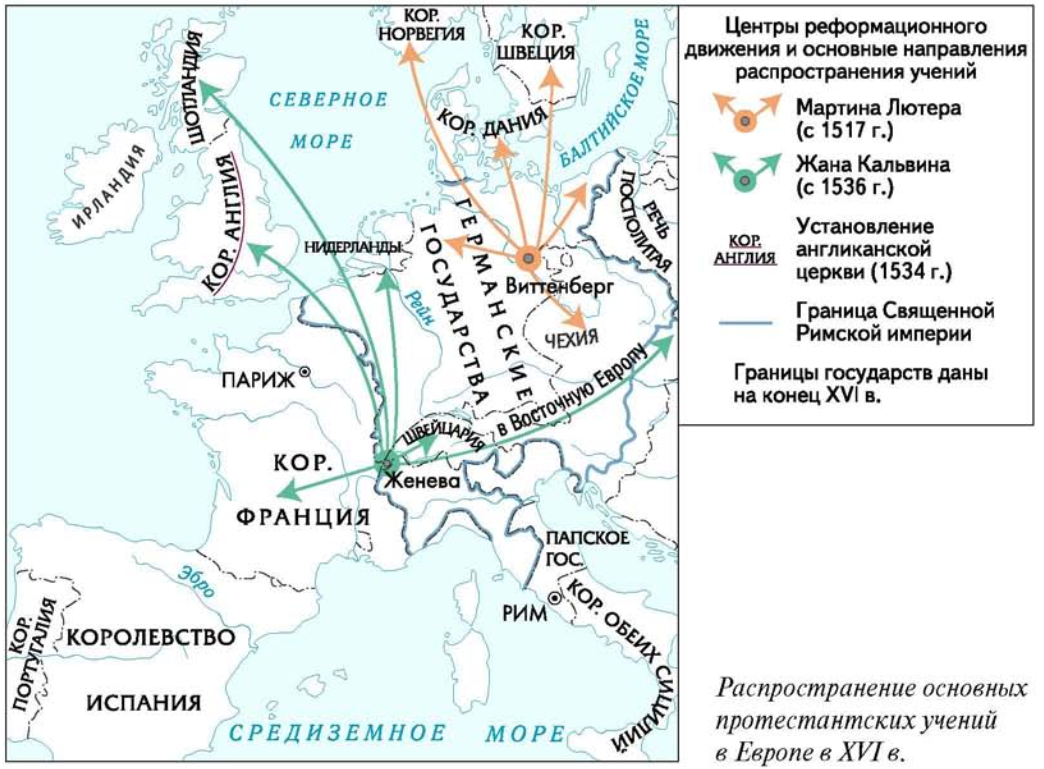 КОР.
НОРВЕГИЯ
КОР.
ШВЕЦИЯ
ШОТЛАНДИЯ
СЕВЕРНОЕ
МОРЕ
КОР. ДАНИЯ
БАЛТИЙСКОЕ МОРЕ
ИРЛАНДИЯ
КОР. АНГЛИЯ
НИДЕРЛАНДЫ
ГЕРМАНСКИЕ
ГОСУДАРСТВА
РЕЧЬ
ПОСПОЛИТАЯ
Виттенберг
Рейн
ЧЕХИЯ
ПАРИЖ
в Восточную Европу
ШВЕЙЦАРИЯ
КОР.
ФРАНЦИЯ
Женева
ПАПСКОЕ
ГОС.
Эбро
РИМ
КОР. ОБЕИХ СИЦИЛИЙ
КОР.
ПОРТУГАЛИЯ
КОРОЛЕВСТВО
ИСПАНИЯ
СРЕДИЗЕМНОЕ МОРЕ
Центры реформационного
движения и основные направления
распространения учений
Мартина Лютера
(с 1517 г.)
Жана Кальвина
(с 1536 г.)
КОР.
АНГЛИЯ
Установление
англиканской
церкви (1534 г.)
Граница Священной
Римской империи
Границы государств даны
на конец XVI в.
Распространение основных
протестантских учений
в Европе в XVI в.